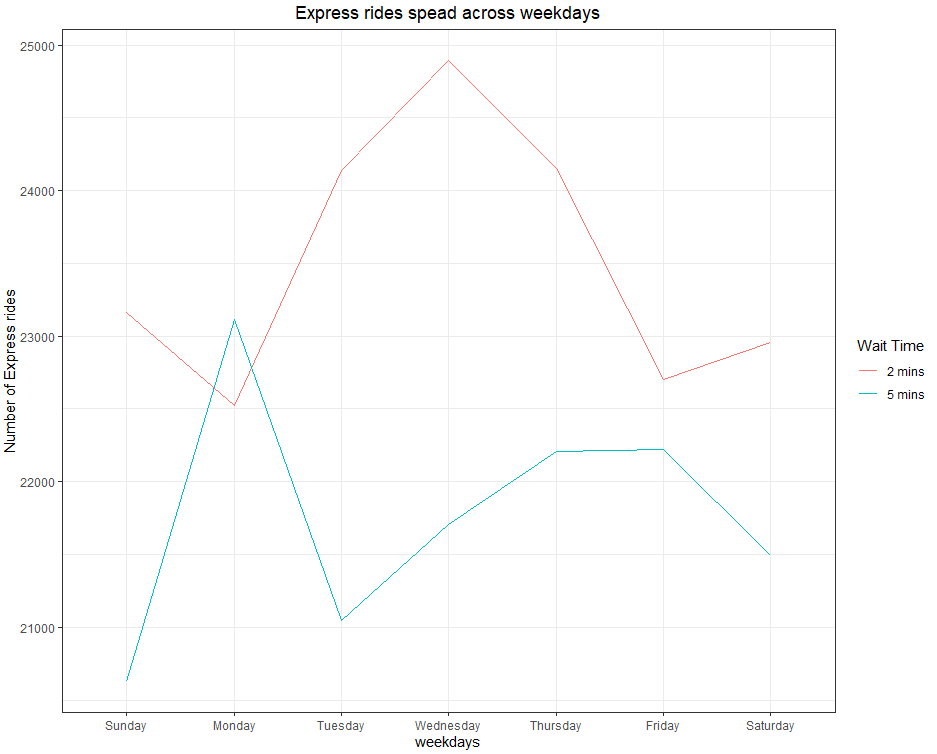 Express rides spead across weekdays
Number of Express rides
25000
24000
23000
22000
21000
Sunday Monday Tuesday Wednesday Thursday Friday Saturday
weekdays
Wait Time
2 mins
5 mins